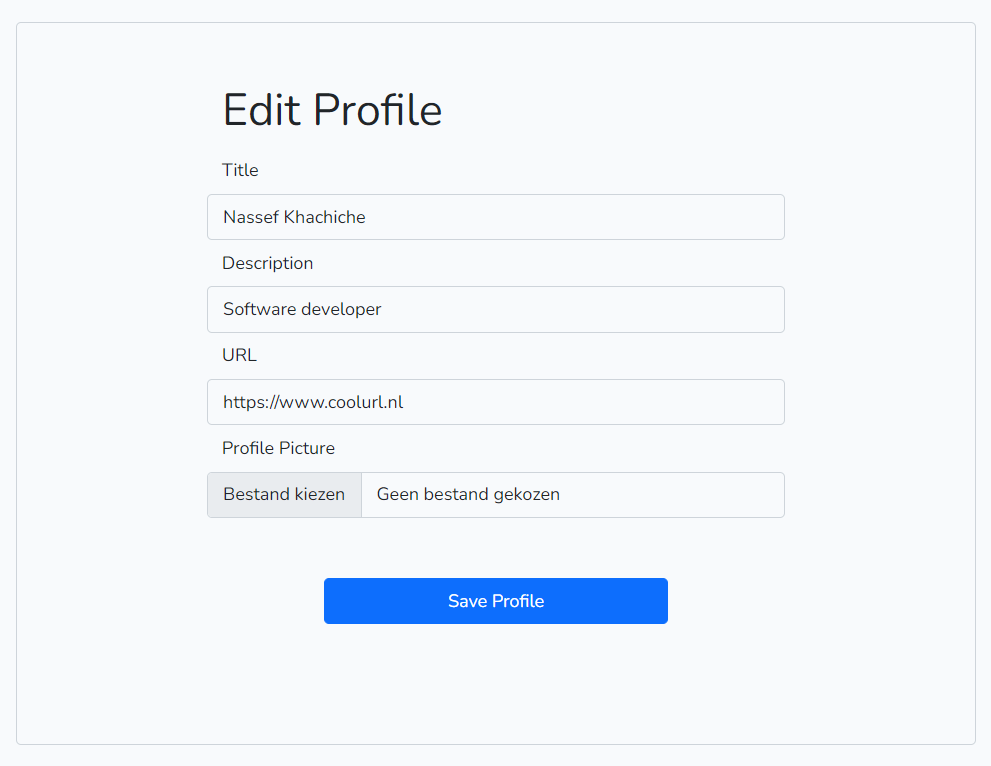 Edit Profile
Title
Nassef Khachiche
Description
Software developer
URL
https://www.coolurl.nl
Profile Picture
Bestand kiezen Geen bestand gekozen
Save Profile